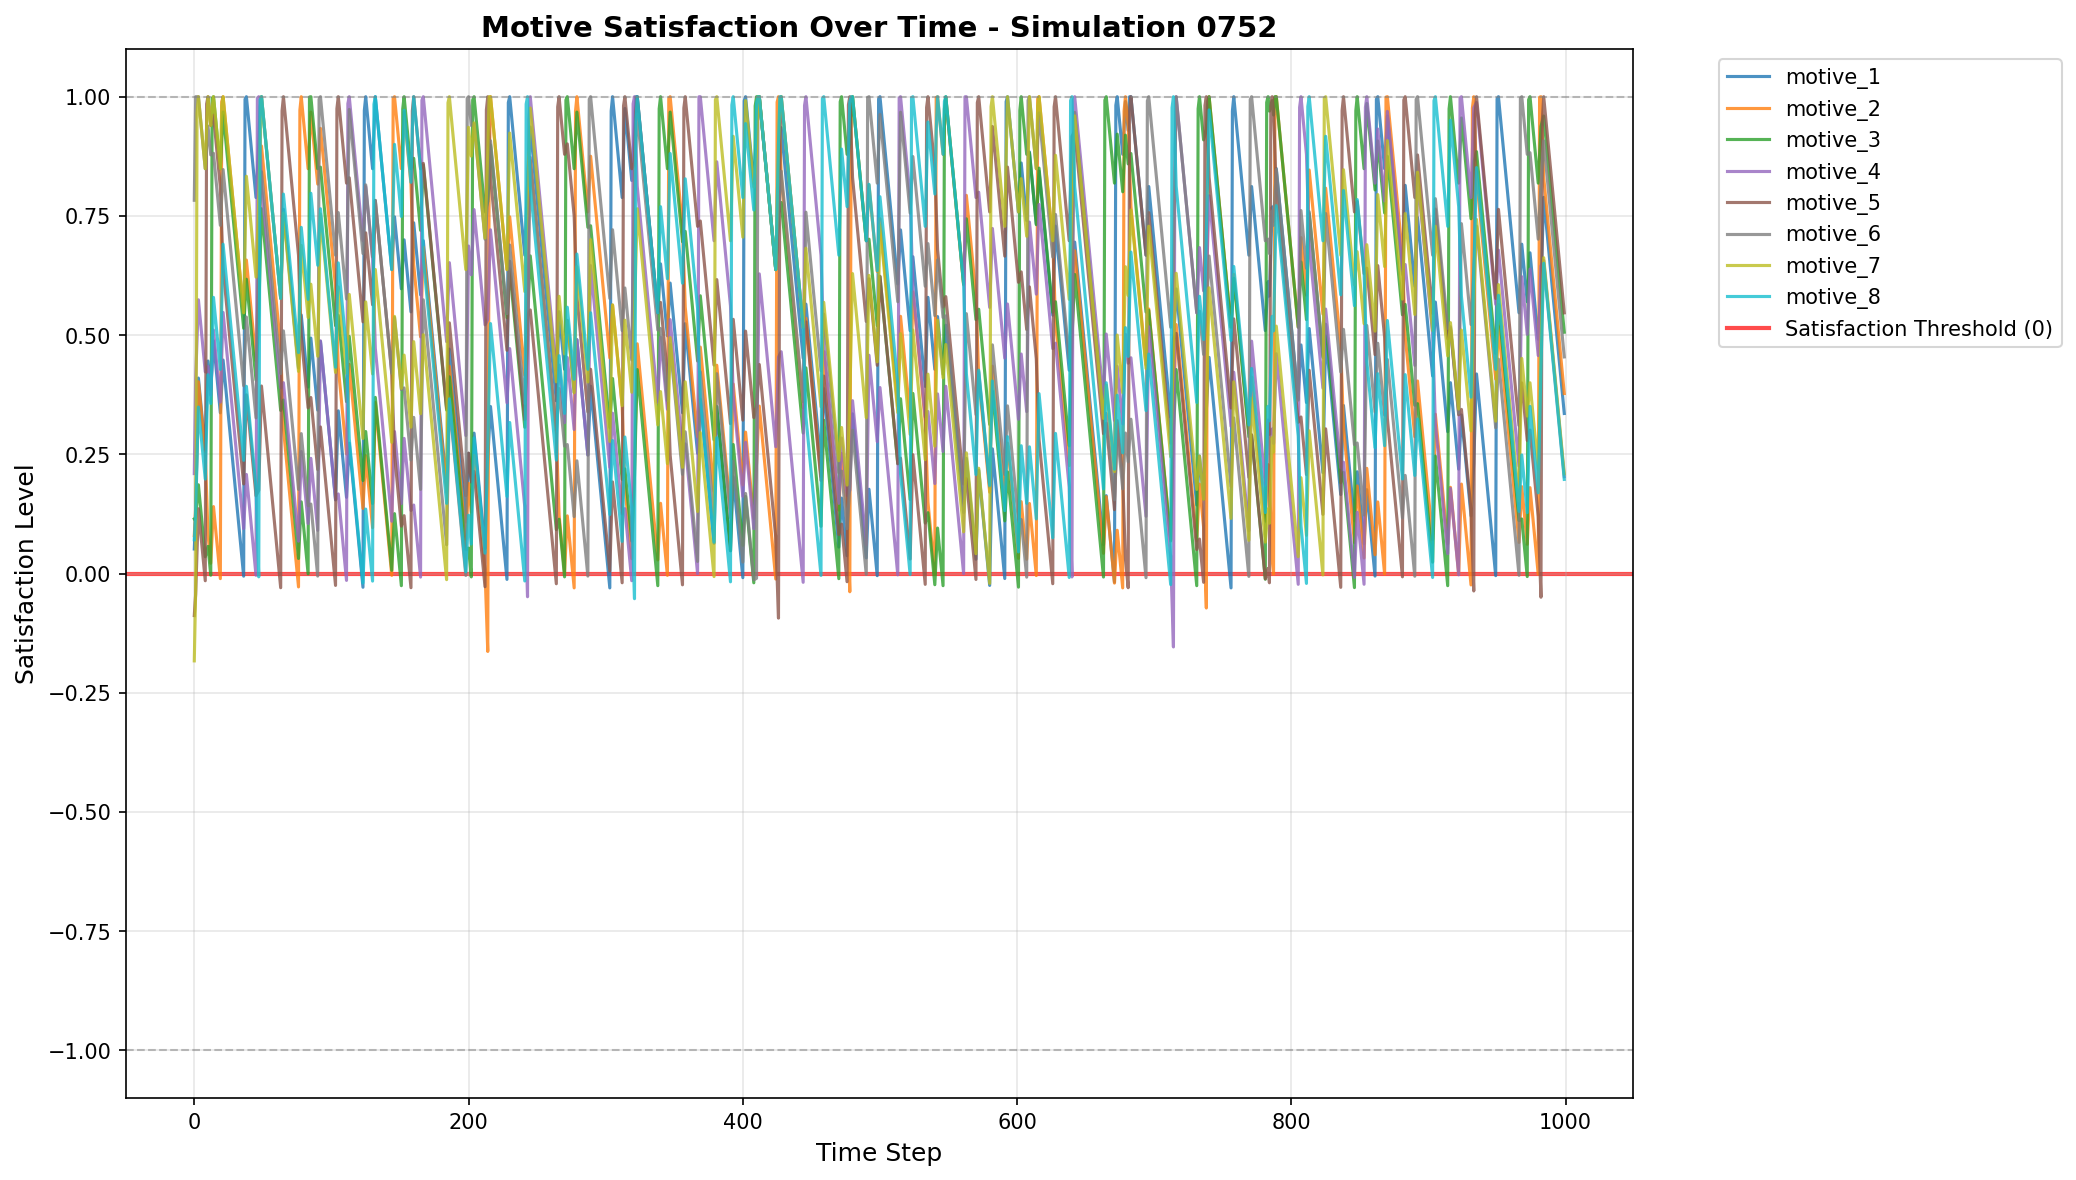 Motive Satisfaction Over Time - Simulation 0752
1.00
0.75
0.50
0.25
0.00
−0.25
−0.50
−0.75
−1.00
Satisfaction Level
0
200
400
600
800
1000
Time Step
motive_1
motive_2
motive_3
motive_4
motive_5
motive_6
motive_7
motive_8
Satisfaction Threshold (0)